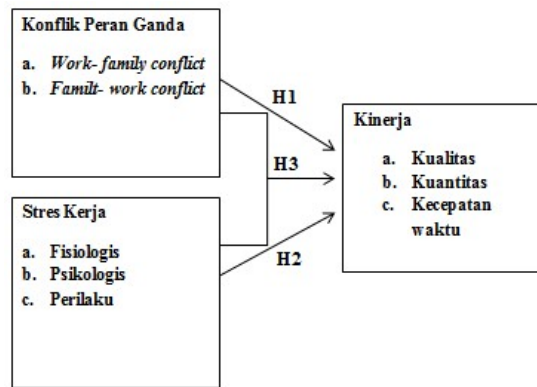 Konflik Peran Ganda
a. Work- family conflict
b. Familt- work conflict
H1
Kinerja
a. Kualitas
b. Kuantitas
c. Kecepatan
waktu
H3
Stres Kerja
a. Fisiologis
b. Psikologis
c. Perilaku
H2